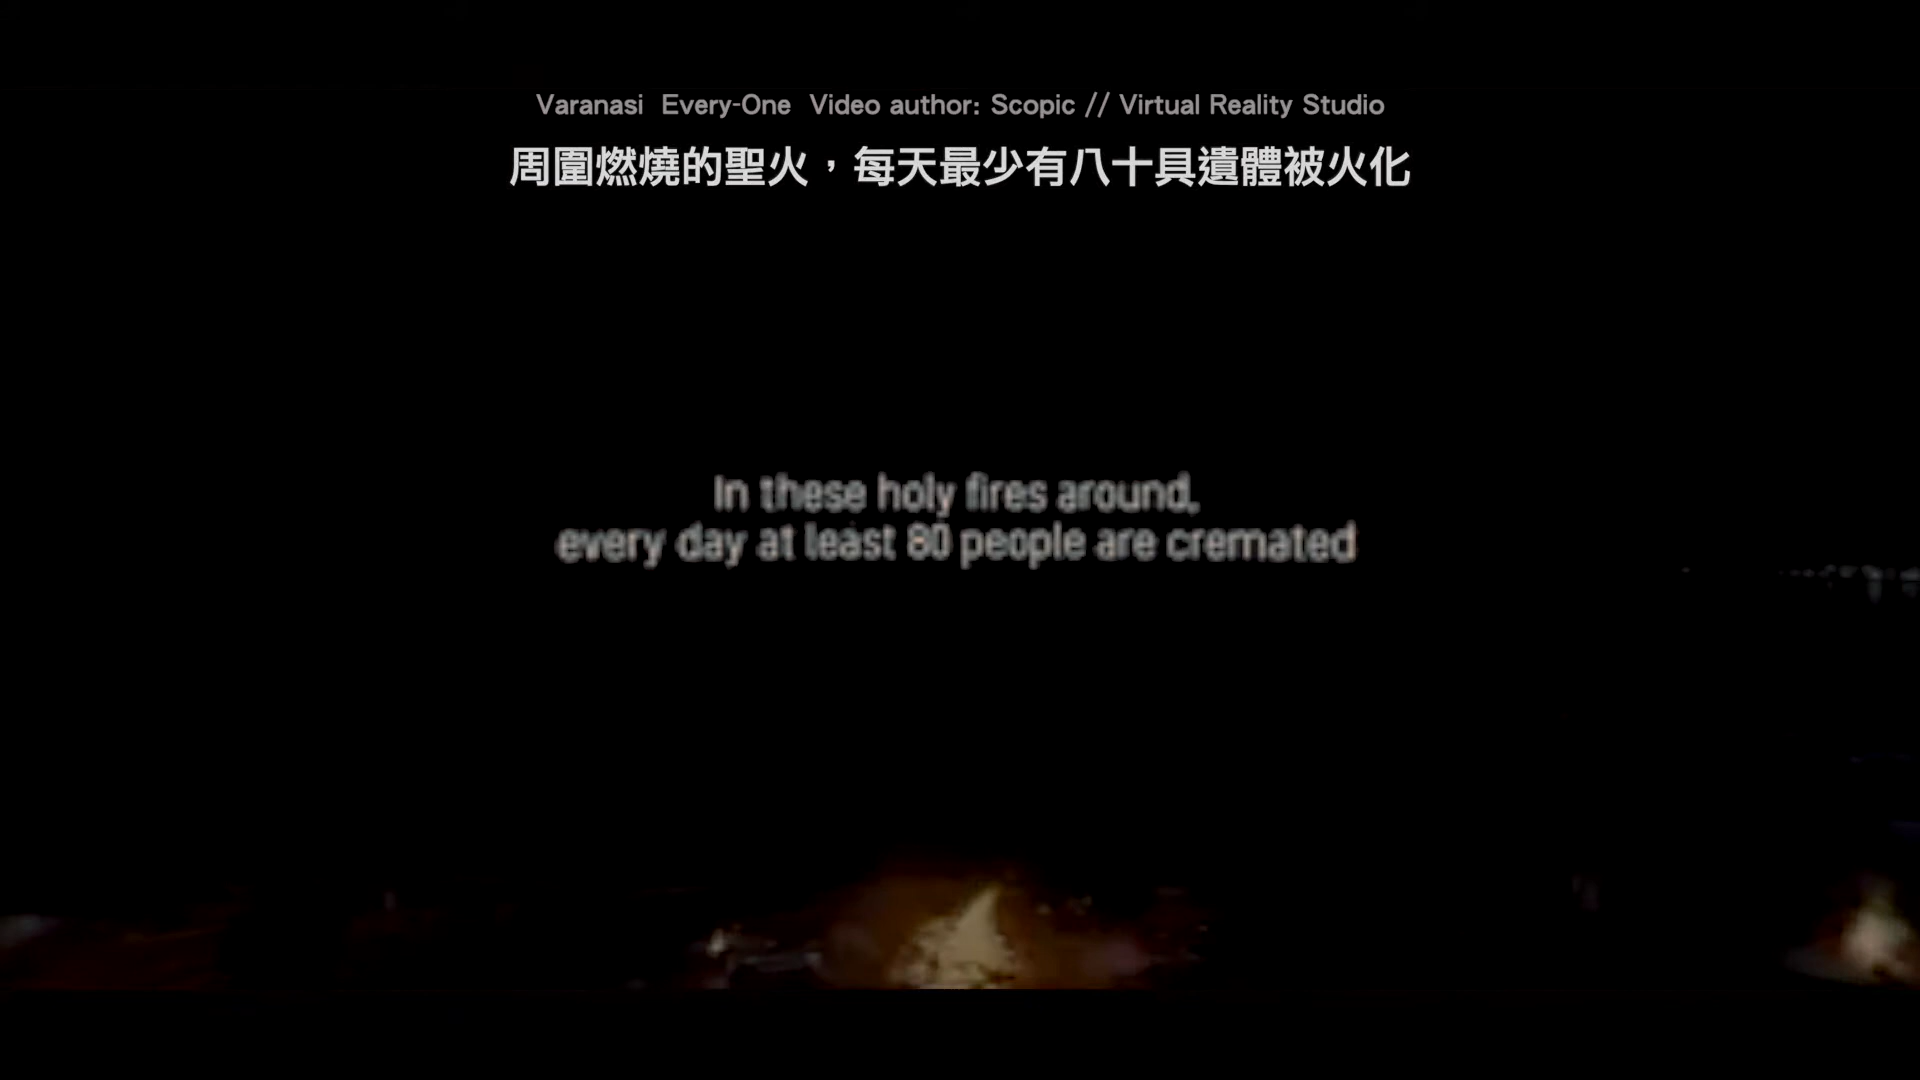 Varanasi Every-One Video author: Scopic // Virtual Reality Studio
周圍燃燒的聖火，每天最少有八十具遺體被火化
In these holy fires around,
every day at least 80 people are cremated